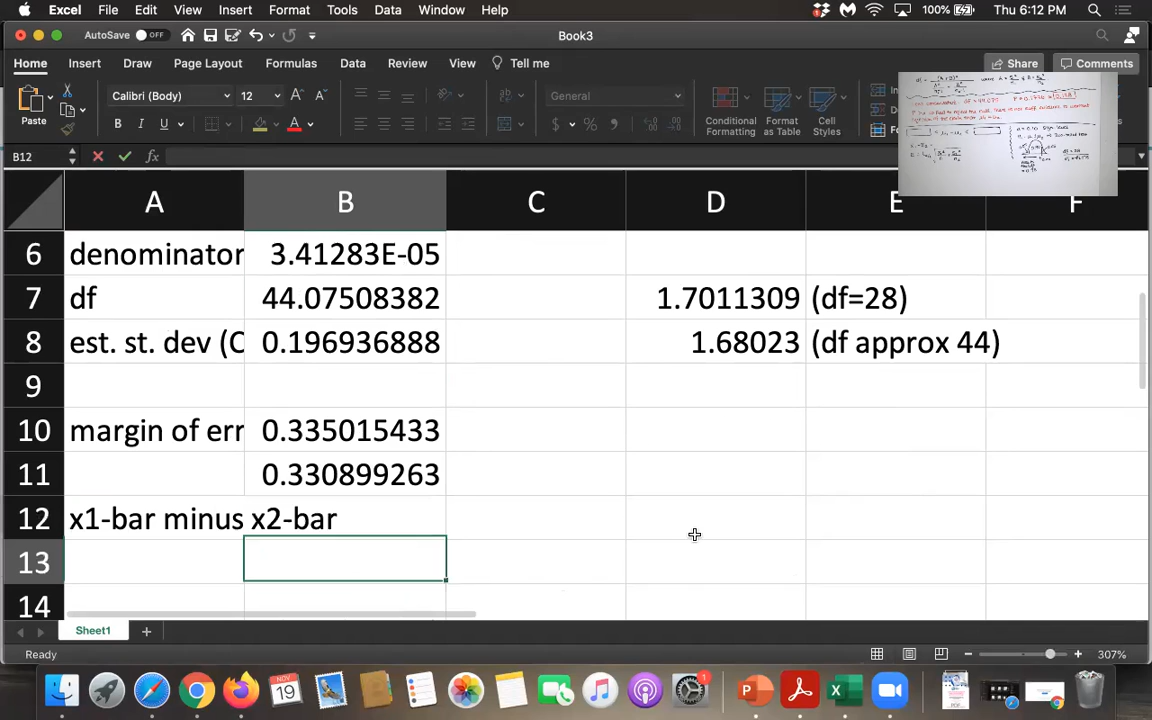 Excel File Edit View Insert Format Tools Data Window Help 100% Thu 6:12 PM
AutoSave OFF Book3
Home Insert Draw Page Layout Formulas Data Review View Tell me Share Comments
Paste Calibri (Body) 12 A A General Conditional Formatting Format as Table Cell Styles
B I U A $ % Fo
B12
A B C D E F
6 denominator 3.41283E-05
7 df 44.07508382 1.7011309 (df=28)
8 est. st. dev (C 0.196936888 1.68023 (df approx 44)
9
10 margin of err 0.335015433
11 0.330899263
12 x1-bar minus x2-bar
13
14
Sheet1
Ready 307%
NOV 19
1